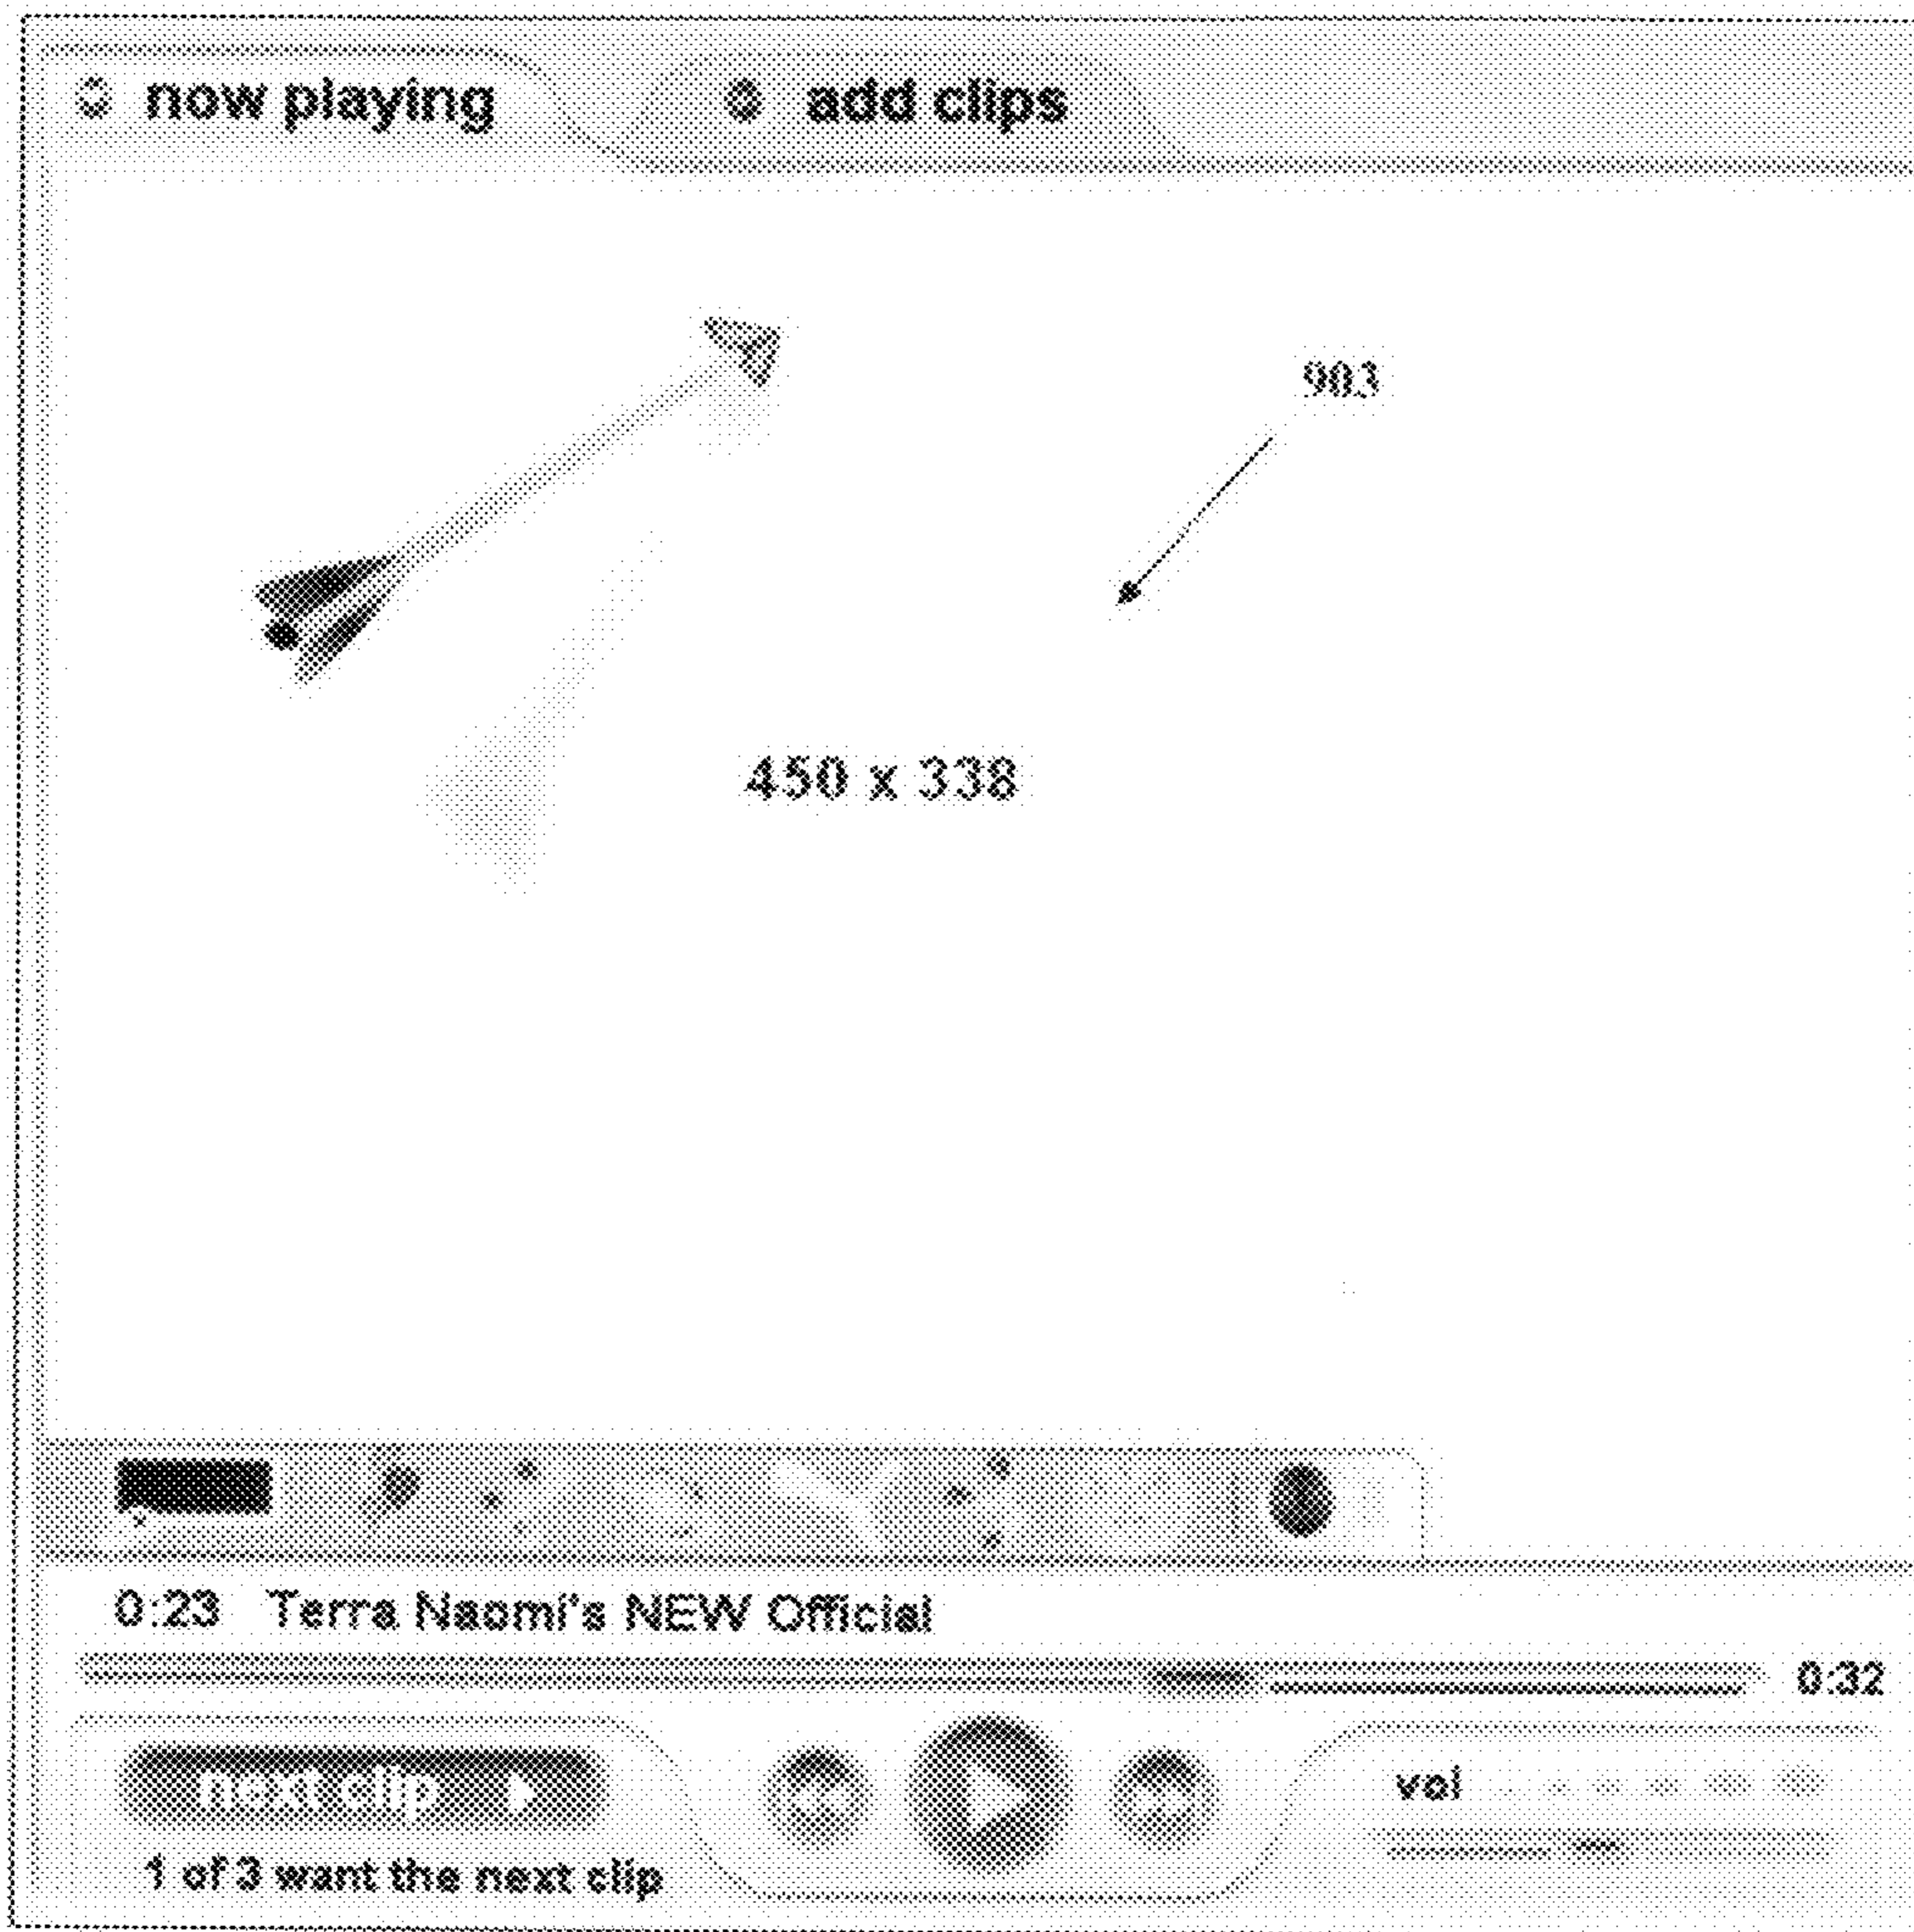 now playing
add clips
903
450 x 338
0:23 Terra Naomi's NEW Official
0:32
next clip
vol
1 of 3 want the next clip